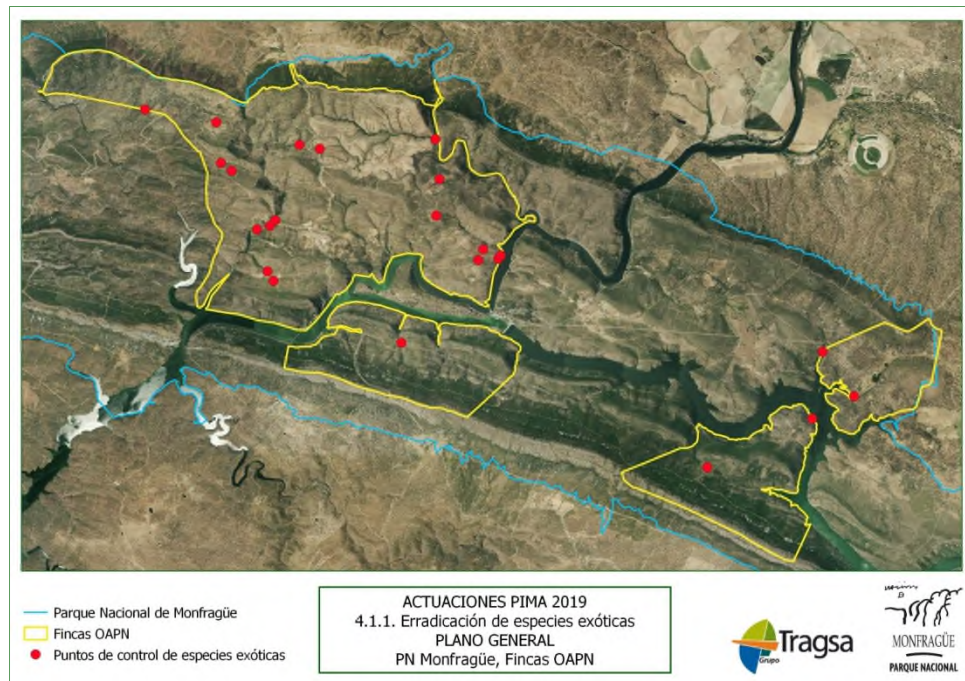 Parque Nacional de Monfragüe
Fincas OAPN
Puntos de control de especies exóticas
ACTUACIONES PIMA 2019
4.1.1. Erradicación de especies exóticas
PLANO GENERAL
PN Monfragüe, Fincas OAPN
Tragsa
Grupo
MONFRAGÜE
PARQUE NACIONAL